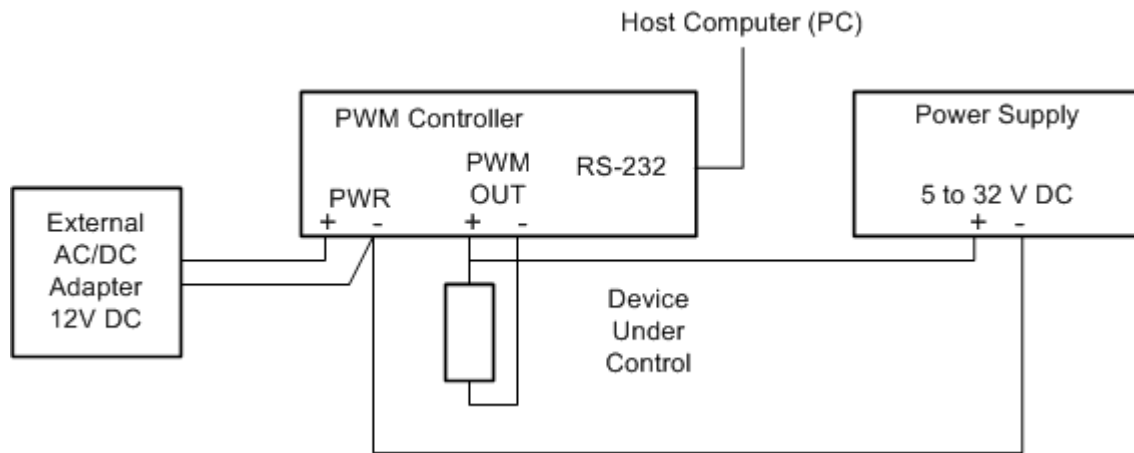 Host Computer (PC)
PWM Controller
PWM
OUT
RS-232
PWR
+ - + -
Power Supply
5 to 32 V DC
+ -
External
AC/DC
Adapter
12V DC
Device
Under
Control